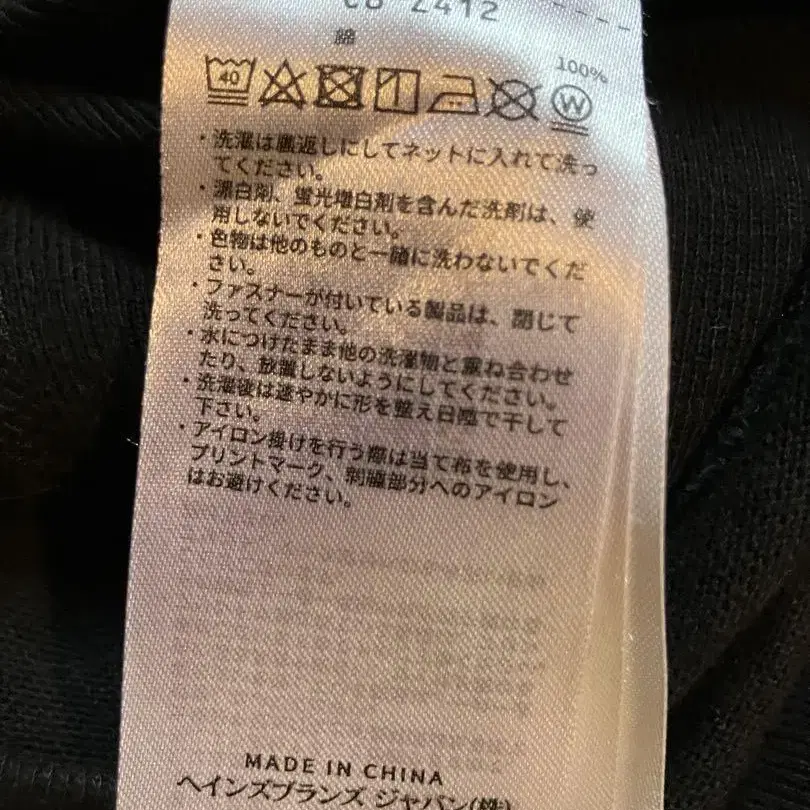 C8-Z412
綿 100%
40 W
・洗濯は裏返しにしてネットに入れて洗っ
てください。
・漂白剤、蛍光増白剤を含んだ洗剤は、使
用しないでください。
・色物は他のものと一緒に洗わないでくだ
さい。
・ファスナーが付いている製品は、閉じて
洗ってください。
・水につけたまま他の洗濯物と重ね合わせ
たり、放置しないようにしてください。
・洗濯後は速やかに形を整え日陰で干して
下さい。
・アイロン掛けを行う際は当て布を使用し、
プリントマーク、刺繍部分へのアイロン
はお避けください。
MADE IN CHINA
ヘインズブランズ ジャパン(株)